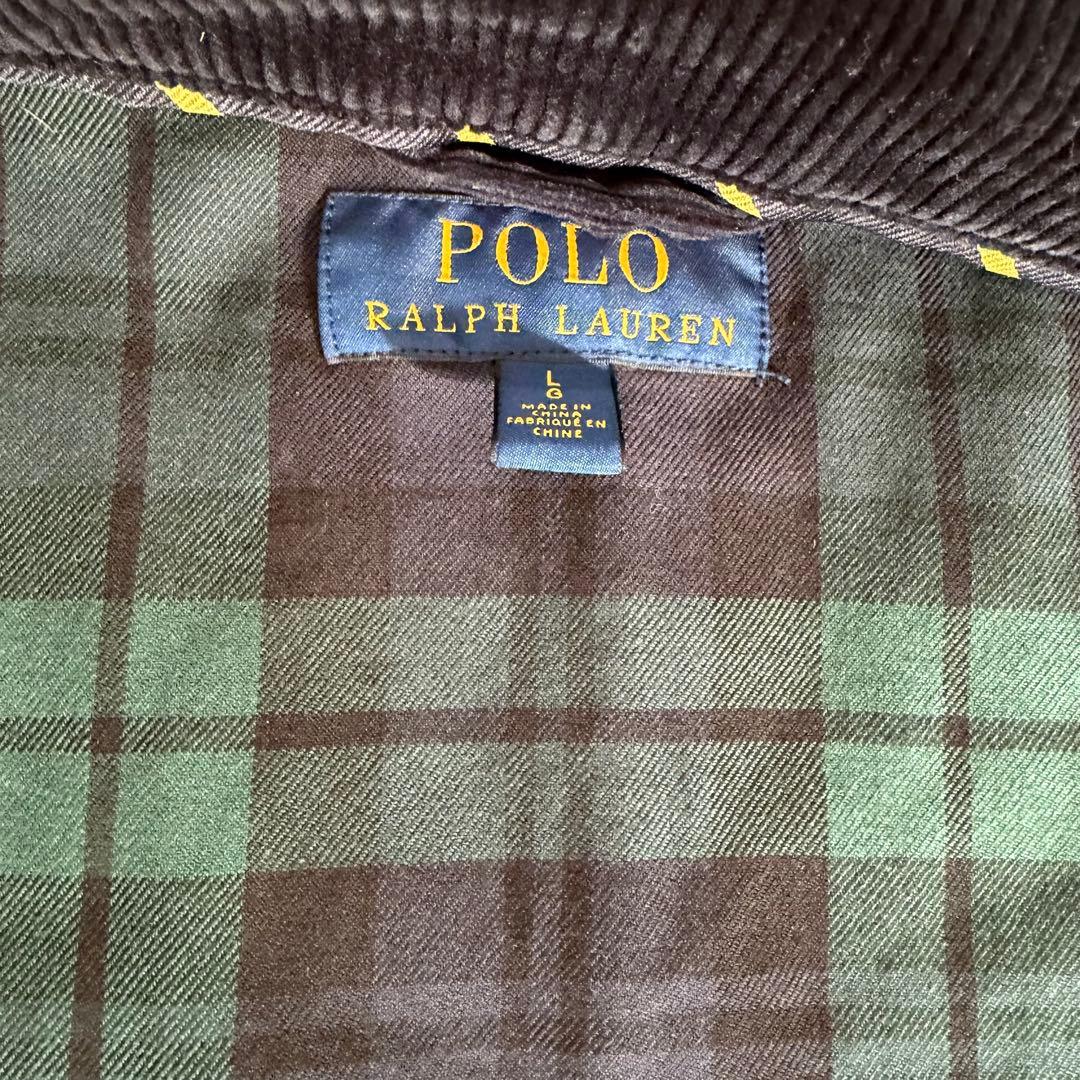 POLO
RALPH LAUREN
L
G
MADE IN
CHINA
FABRIQUÉ EN
CHINE